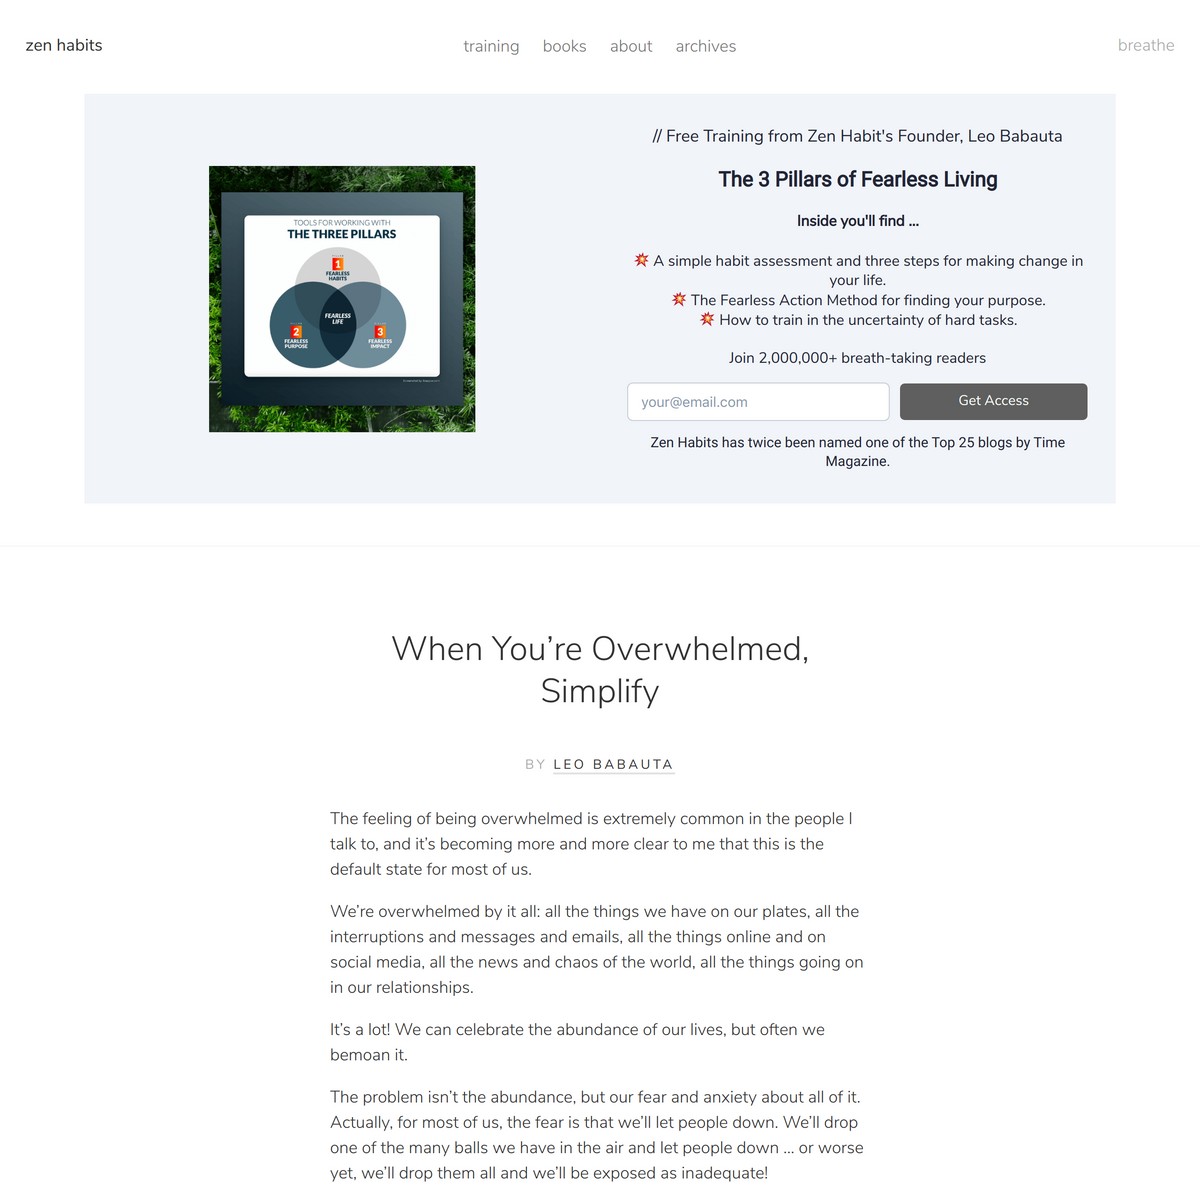 zen habits
training books about archives
breathe
TOOLS FOR WORKING WITH
THE THREE PILLARS
1
FEARLESS
HABITS
FEARLESS
LIFE
2
FEARLESS
PURPOSE
3
FEARLESS
IMPACT
// Free Training from Zen Habit's Founder, Leo Babauta
The 3 Pillars of Fearless Living
Inside you'll find ...
💥 A simple habit assessment and three steps for making change in
your life.
💥 The Fearless Action Method for finding your purpose.
💥 How to train in the uncertainty of hard tasks.
Join 2,000,000+ breath-taking readers
your@email.com
Get Access
Zen Habits has twice been named one of the Top 25 blogs by Time
Magazine.
When You’re Overwhelmed,
Simplify
BY LEO BABAUTA
The feeling of being overwhelmed is extremely common in the people I
talk to, and it’s becoming more and more clear to me that this is the
default state for most of us.
We’re overwhelmed by it all: all the things we have on our plates, all the
interruptions and messages and emails, all the things online and on
social media, all the news and chaos of the world, all the things going on
in our relationships.
It’s a lot! We can celebrate the abundance of our lives, but often we
bemoan it.
The problem isn’t the abundance, but our fear and anxiety about all of it.
Actually, for most of us, the fear is that we’ll let people down. We’ll drop
one of the many balls we have in the air and let people down … or worse
yet, we’ll drop them all and we’ll be exposed as inadequate!